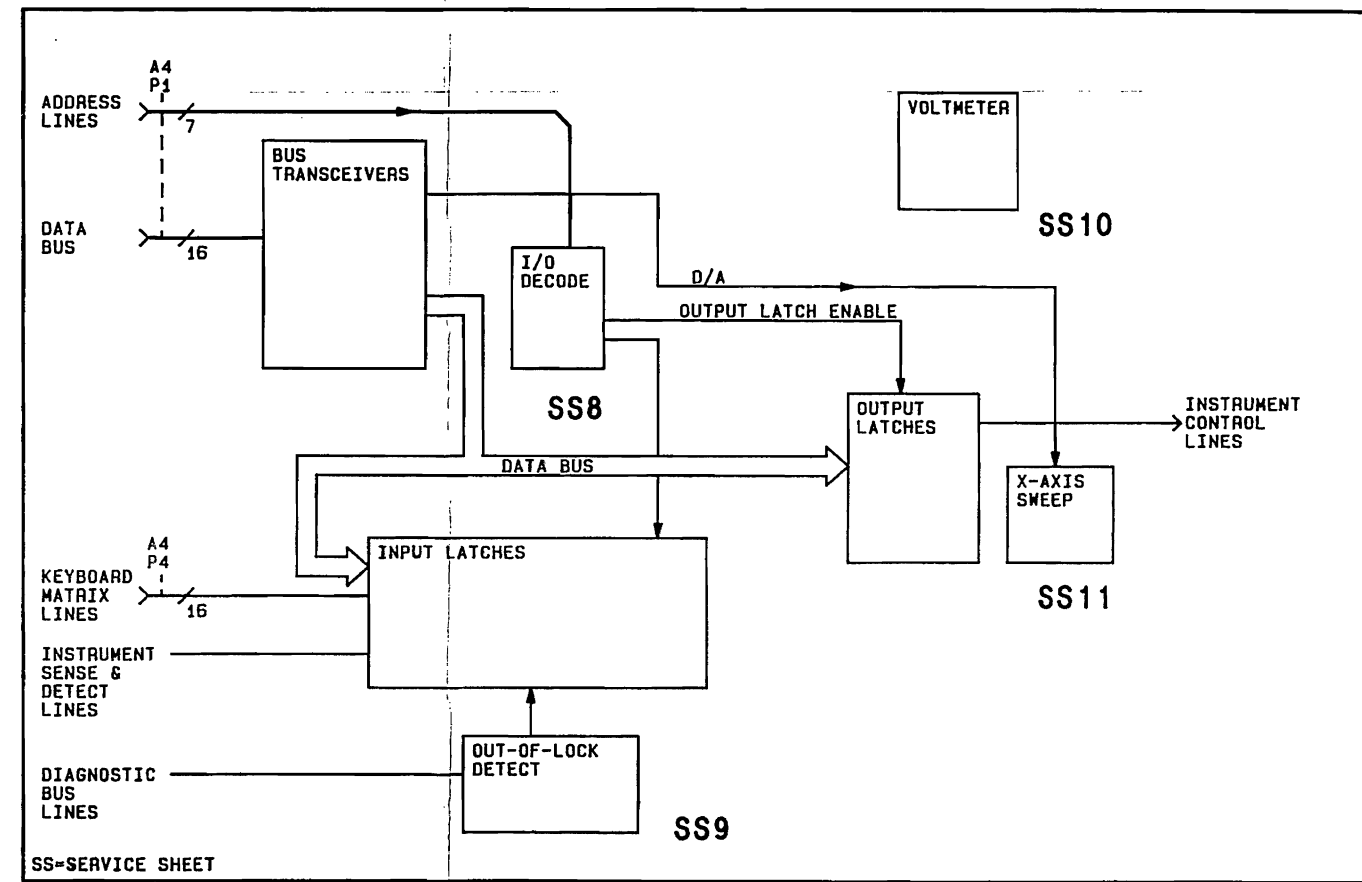 A4
P1
ADDRESS
LINES
7
DATA
BUS
16
BUS
TRANSCEIVERS
VOLTMETER
SS10
I/O
DECODE
SS8
D/A
OUTPUT LATCH ENABLE
OUTPUT
LATCHES
INSTRUMENT
CONTROL
LINES
X-AXIS
SWEEP
SS11
DATA BUS
A4
P4
KEYBOARD
MATRIX
LINES
16
INPUT LATCHES
INSTRUMENT
SENSE &
DETECT
LINES
OUT-OF-LOCK
DETECT
SS9
DIAGNOSTIC
BUS
LINES
SS=SERVICE SHEET